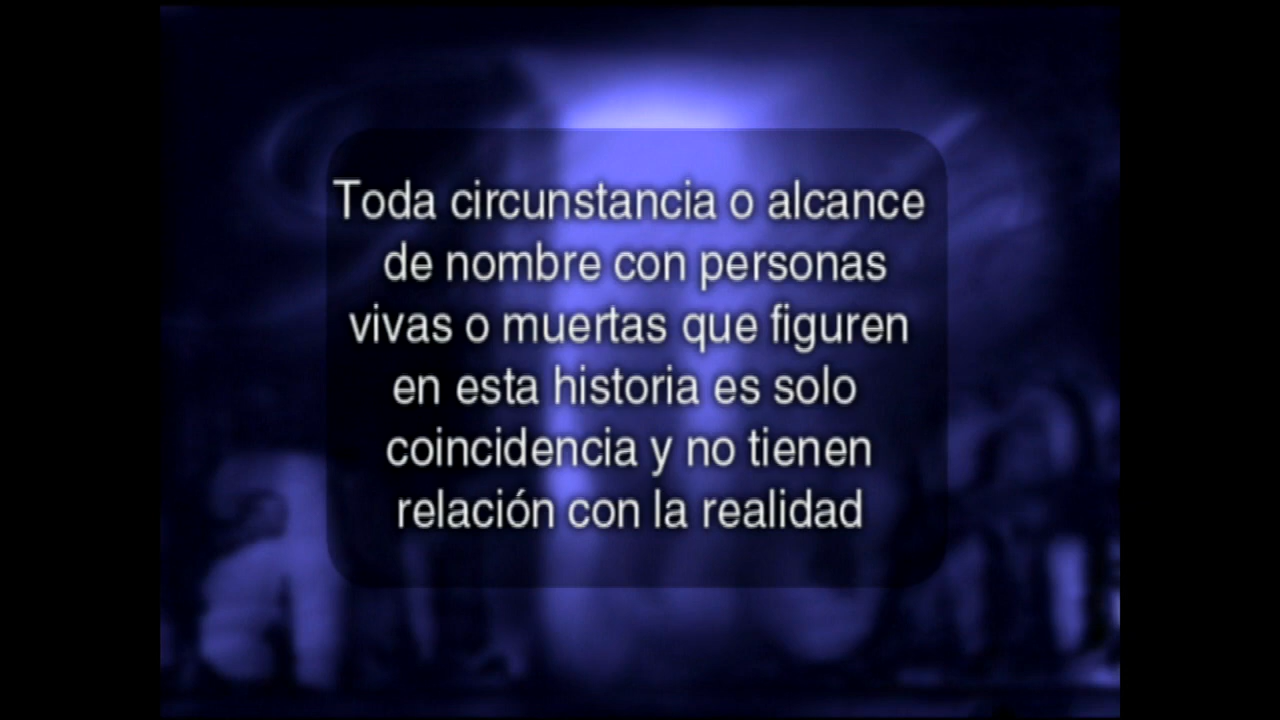 Toda circunstancia o alcance
de nombre con personas
vivas o muertas que figuren
en esta historia es solo
coincidencia y no tienen
relación con la realidad